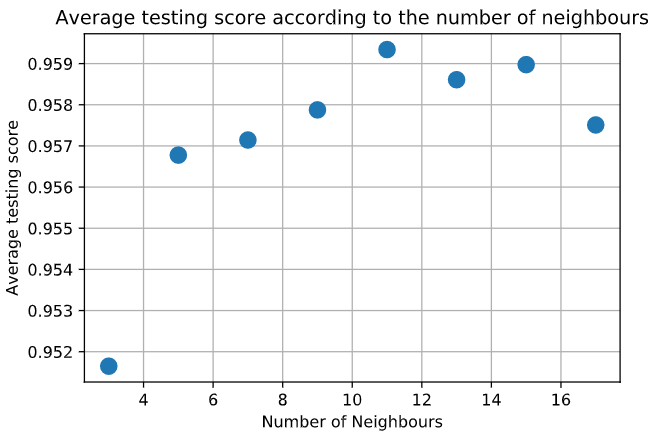 Average testing score according to the number of neighbours
0.959
0.958
0.957
0.956
0.955
0.954
0.953
0.952
Average testing score
4 6 8 10 12 14 16
Number of Neighbours